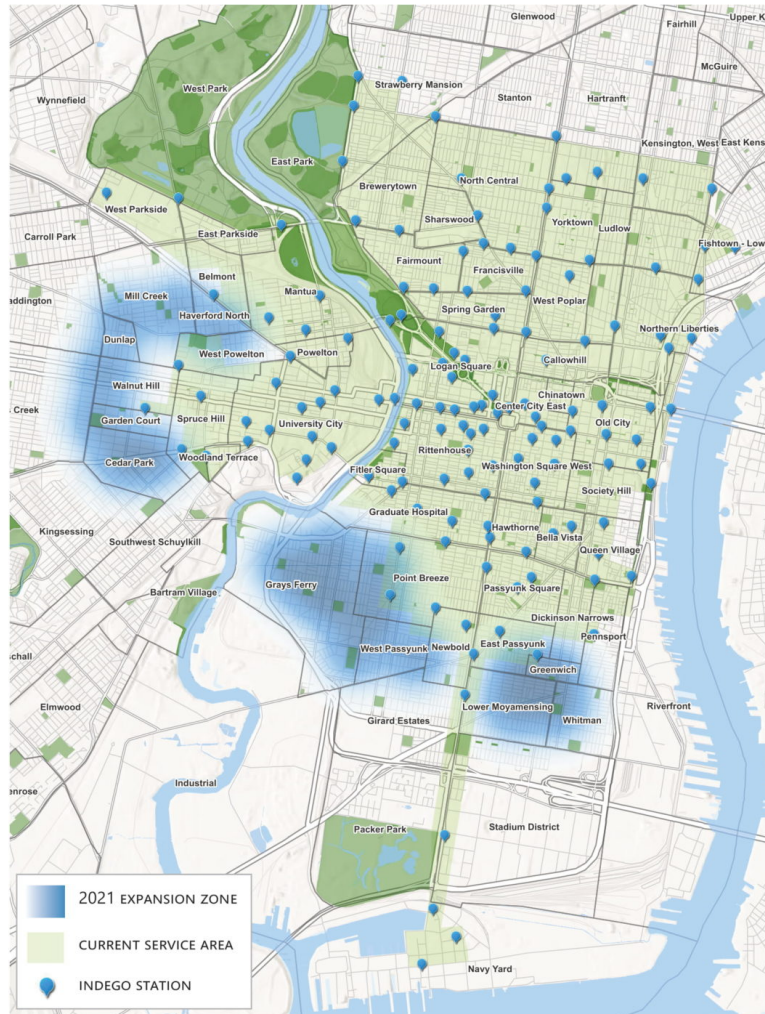 Glenwood
Upper K
Fairhill
McGuire
West Park
Strawberry Mansion
Wynnefield
Stanton
Hartranft
Kensington, West
East Kens
East Park
Brewerytown
North Central
West Parkside
Sharswood
Yorktown
Ludlow
Carroll Park
East Parkside
Fishtown - Low
Fairmount
Francisville
Belmont
Mantua
Mill Creek
addington
Haverford North
Spring Garden
West Poplar
Northern Liberties
Dunlap
West Powelton
Powelton
Callowhill
Logan Square
Walnut Hill
Chinatown
s Creek
Center City East
Garden Court
Spruce Hill
University City
Old City
Rittenhouse
Woodland Terrace
Cedar Park
Fitler Square
Washington Square West
Society Hill
Graduate Hospital
Kingsessing
Hawthorne
Southwest Schuylkill
Bella Vista
Queen Village
Grays Ferry
Point Breeze
Bartram Village
Passyunk Square
Dickinson Narrows
Pennsport
West Passyunk
Newbold
East Passyunk
schall
Greenwich
Elmwood
Lower Moyamensing
Riverfront
Girard Estates
Whitman
Industrial
enrose
Packer Park
Stadium District
Navy Yard
2021 EXPANSION ZONE
CURRENT SERVICE AREA
INDEGO STATION